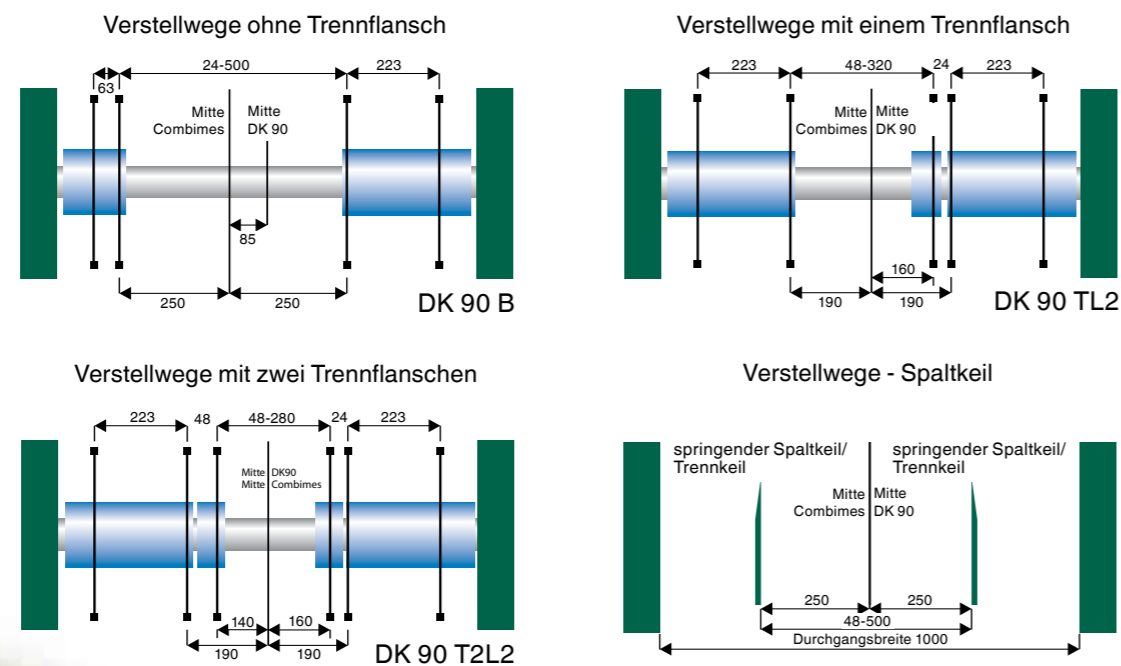 Verstellwege ohne Trennflansch
63
24-500
223
Mitte
Combimes
Mitte
DK 90
85
250
250
DK 90 B
Verstellwege mit einem Trennflansch
223
48-320
24
223
Mitte
Combimes
Mitte
DK 90
160
190
190
DK 90 TL2
Verstellwege mit zwei Trennflanschen
223
48
48-280
24
223
Mitte
Mitte
DK90
Combimes
140
160
190
190
DK 90 T2L2
Verstellwege - Spaltkeil
springender Spaltkeil/
Trennkeil
springender Spaltkeil/
Trennkeil
Mitte
Combimes
Mitte
DK 90
250
250
48-500
Durchgangsbreite 1000